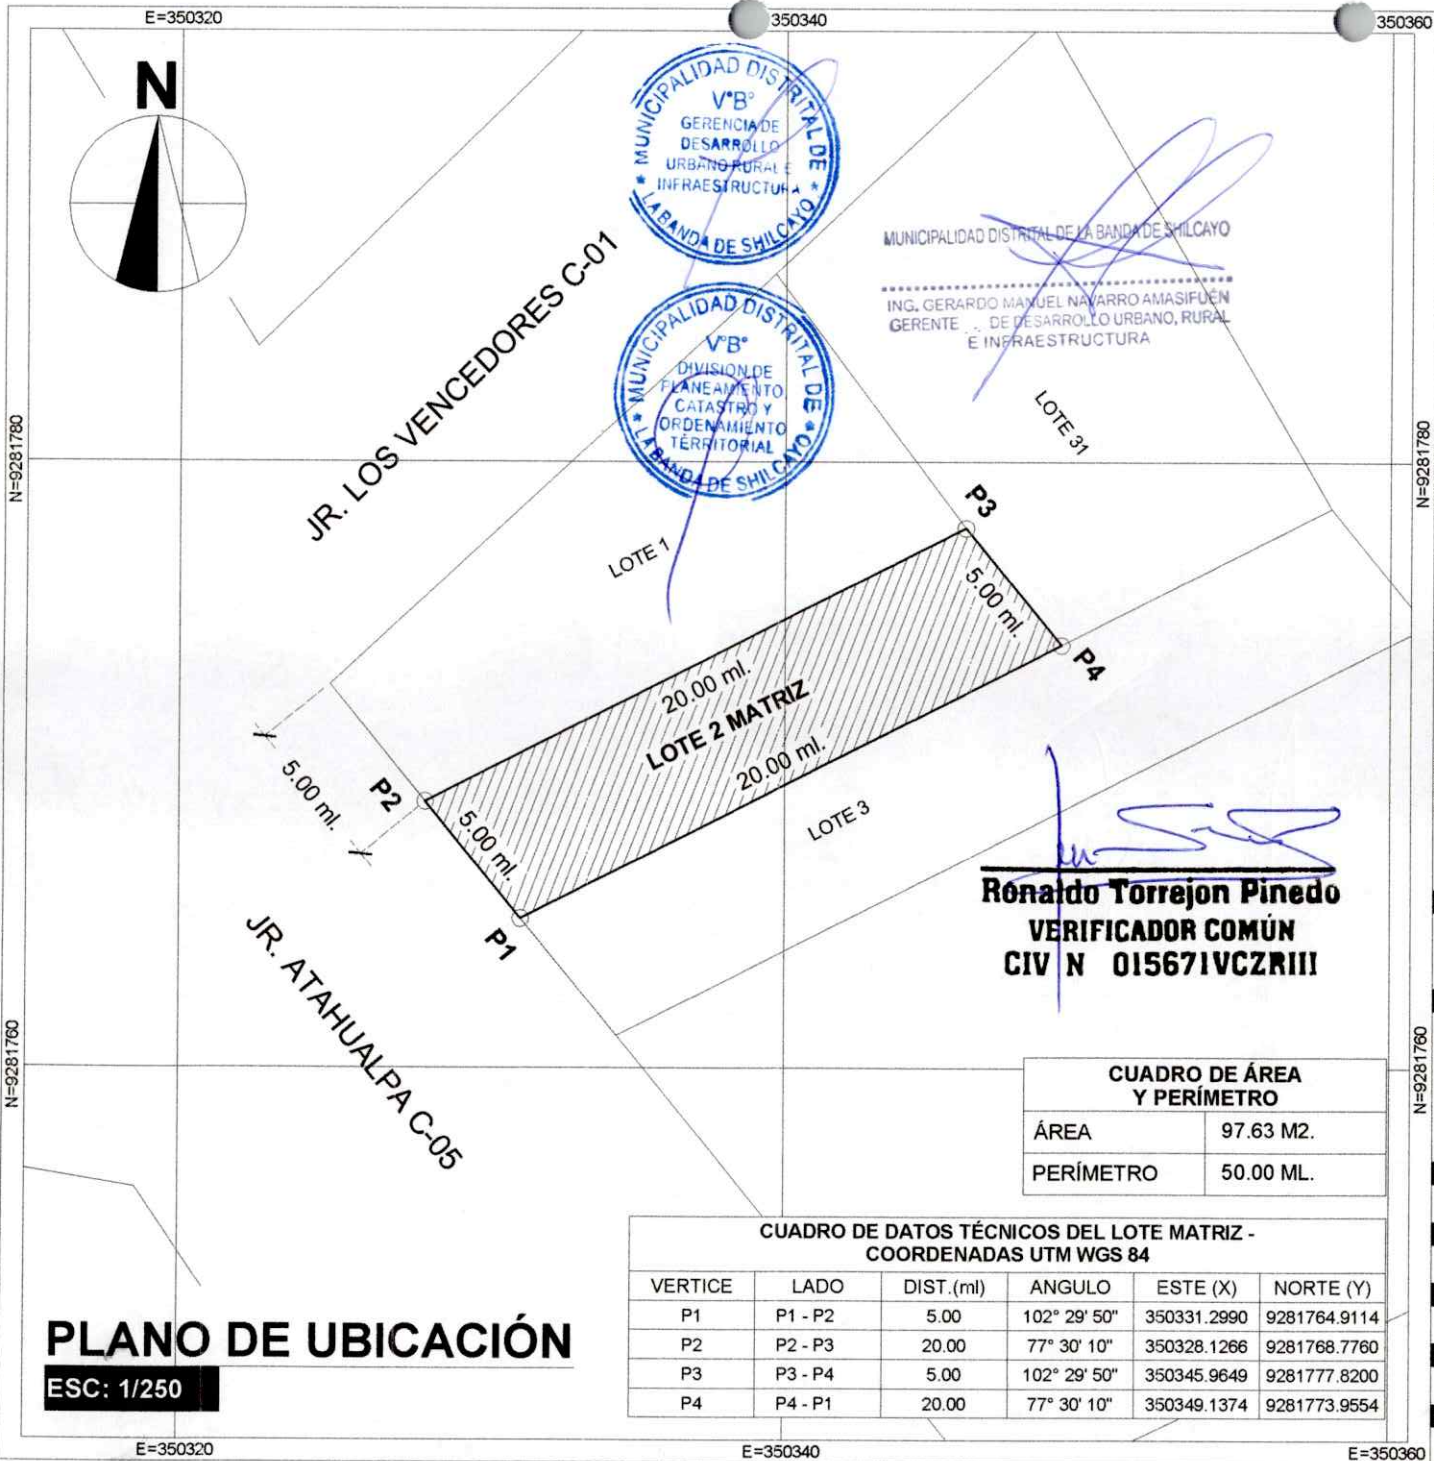 E=350320
350340
350360
N
MUNICIPALIDAD DISTRITAL DE
V°B°
GERENCIA DE
DESARROLLO
URBANO RURAL E
INFRAESTRUCTURA
* LA BANDA DE SHILCAYO *
MUNICIPALIDAD DISTRITAL DE LA BANDA DE SHILCAYO
ING. GERARDO MANUEL NAVARRO AMASIFUÉN
GERENTE DE DESARROLLO URBANO, RURAL
E INFRAESTRUCTURA
MUNICIPALIDAD DISTRITAL DE
V°B°
DIVISION DE
PLANEAMIENTO
CATASTRO Y
ORDENAMIENTO
TERRITORIAL
* LA BANDA DE SHILCAYO *
JR. LOS VENCEDORES C-01
LOTE 31
N=9281780
N=9281780
P3
LOTE 1
5.00 ml.
P4
20.00 ml.
LOTE 2 MATRIZ
20.00 ml.
5.00 ml.
P2
5.00 ml.
LOTE 3
P1
Ronaldo Torrejon Pinedo
VERIFICADOR COMÚN
CIV N 015671VCZRIII
JR. ATAHUALPA C-05
N=9281760
N=9281760
CUADRO DE ÁREA
Y PERÍMETRO
ÁREA 97.63 M2.
PERÍMETRO 50.00 ML.
CUADRO DE DATOS TÉCNICOS DEL LOTE MATRIZ -
COORDENADAS UTM WGS 84
VERTICE LADO DIST.(ml) ANGULO ESTE (X) NORTE (Y)
P1 P1 - P2 5.00 102° 29' 50" 350331.2990 9281764.9114
P2 P2 - P3 20.00 77° 30' 10" 350328.1266 9281768.7760
P3 P3 - P4 5.00 102° 29' 50" 350345.9649 9281777.8200
P4 P4 - P1 20.00 77° 30' 10" 350349.1374 9281773.9554
PLANO DE UBICACIÓN
ESC: 1/250
E=350320
E=350340
E=350360